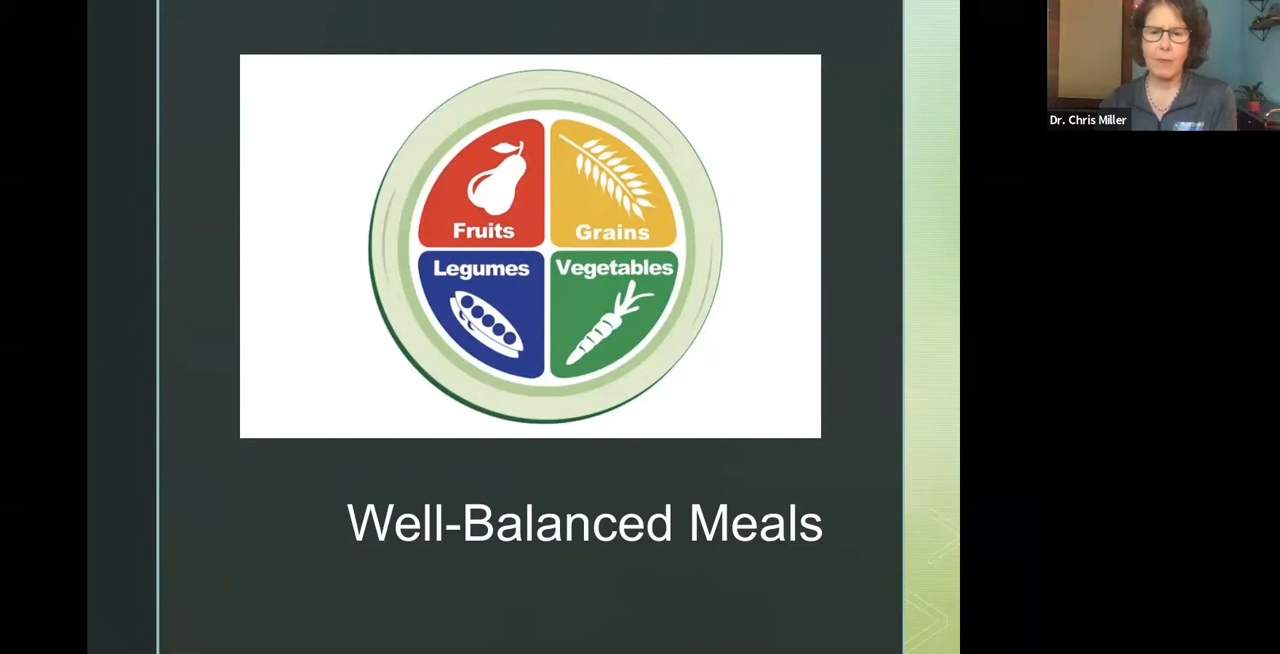 Fruits
Grains
Legumes
Vegetables
Well-Balanced Meals
Dr. Chris Miller